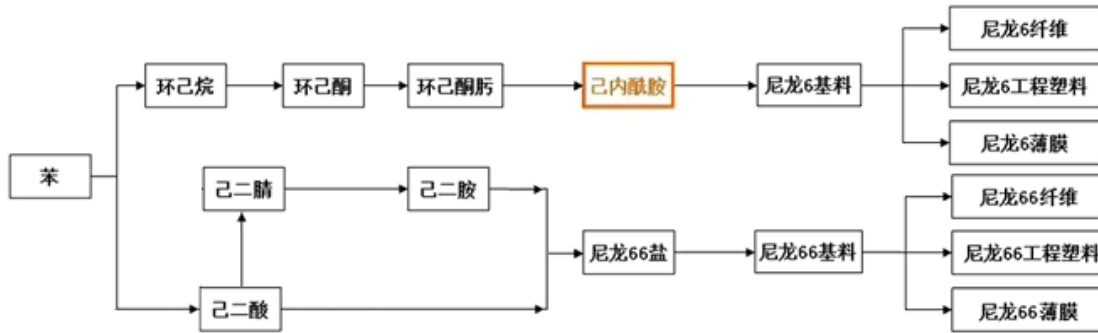 尼龙6纤维
环己烷
环己酮
环己酮肟
己内酰胺
尼龙6基料
尼龙6工程塑料
尼龙6薄膜
苯
己二腈
己二胺
尼龙66纤维
尼龙66盐
尼龙66基料
尼龙66工程塑料
己二酸
尼龙66薄膜